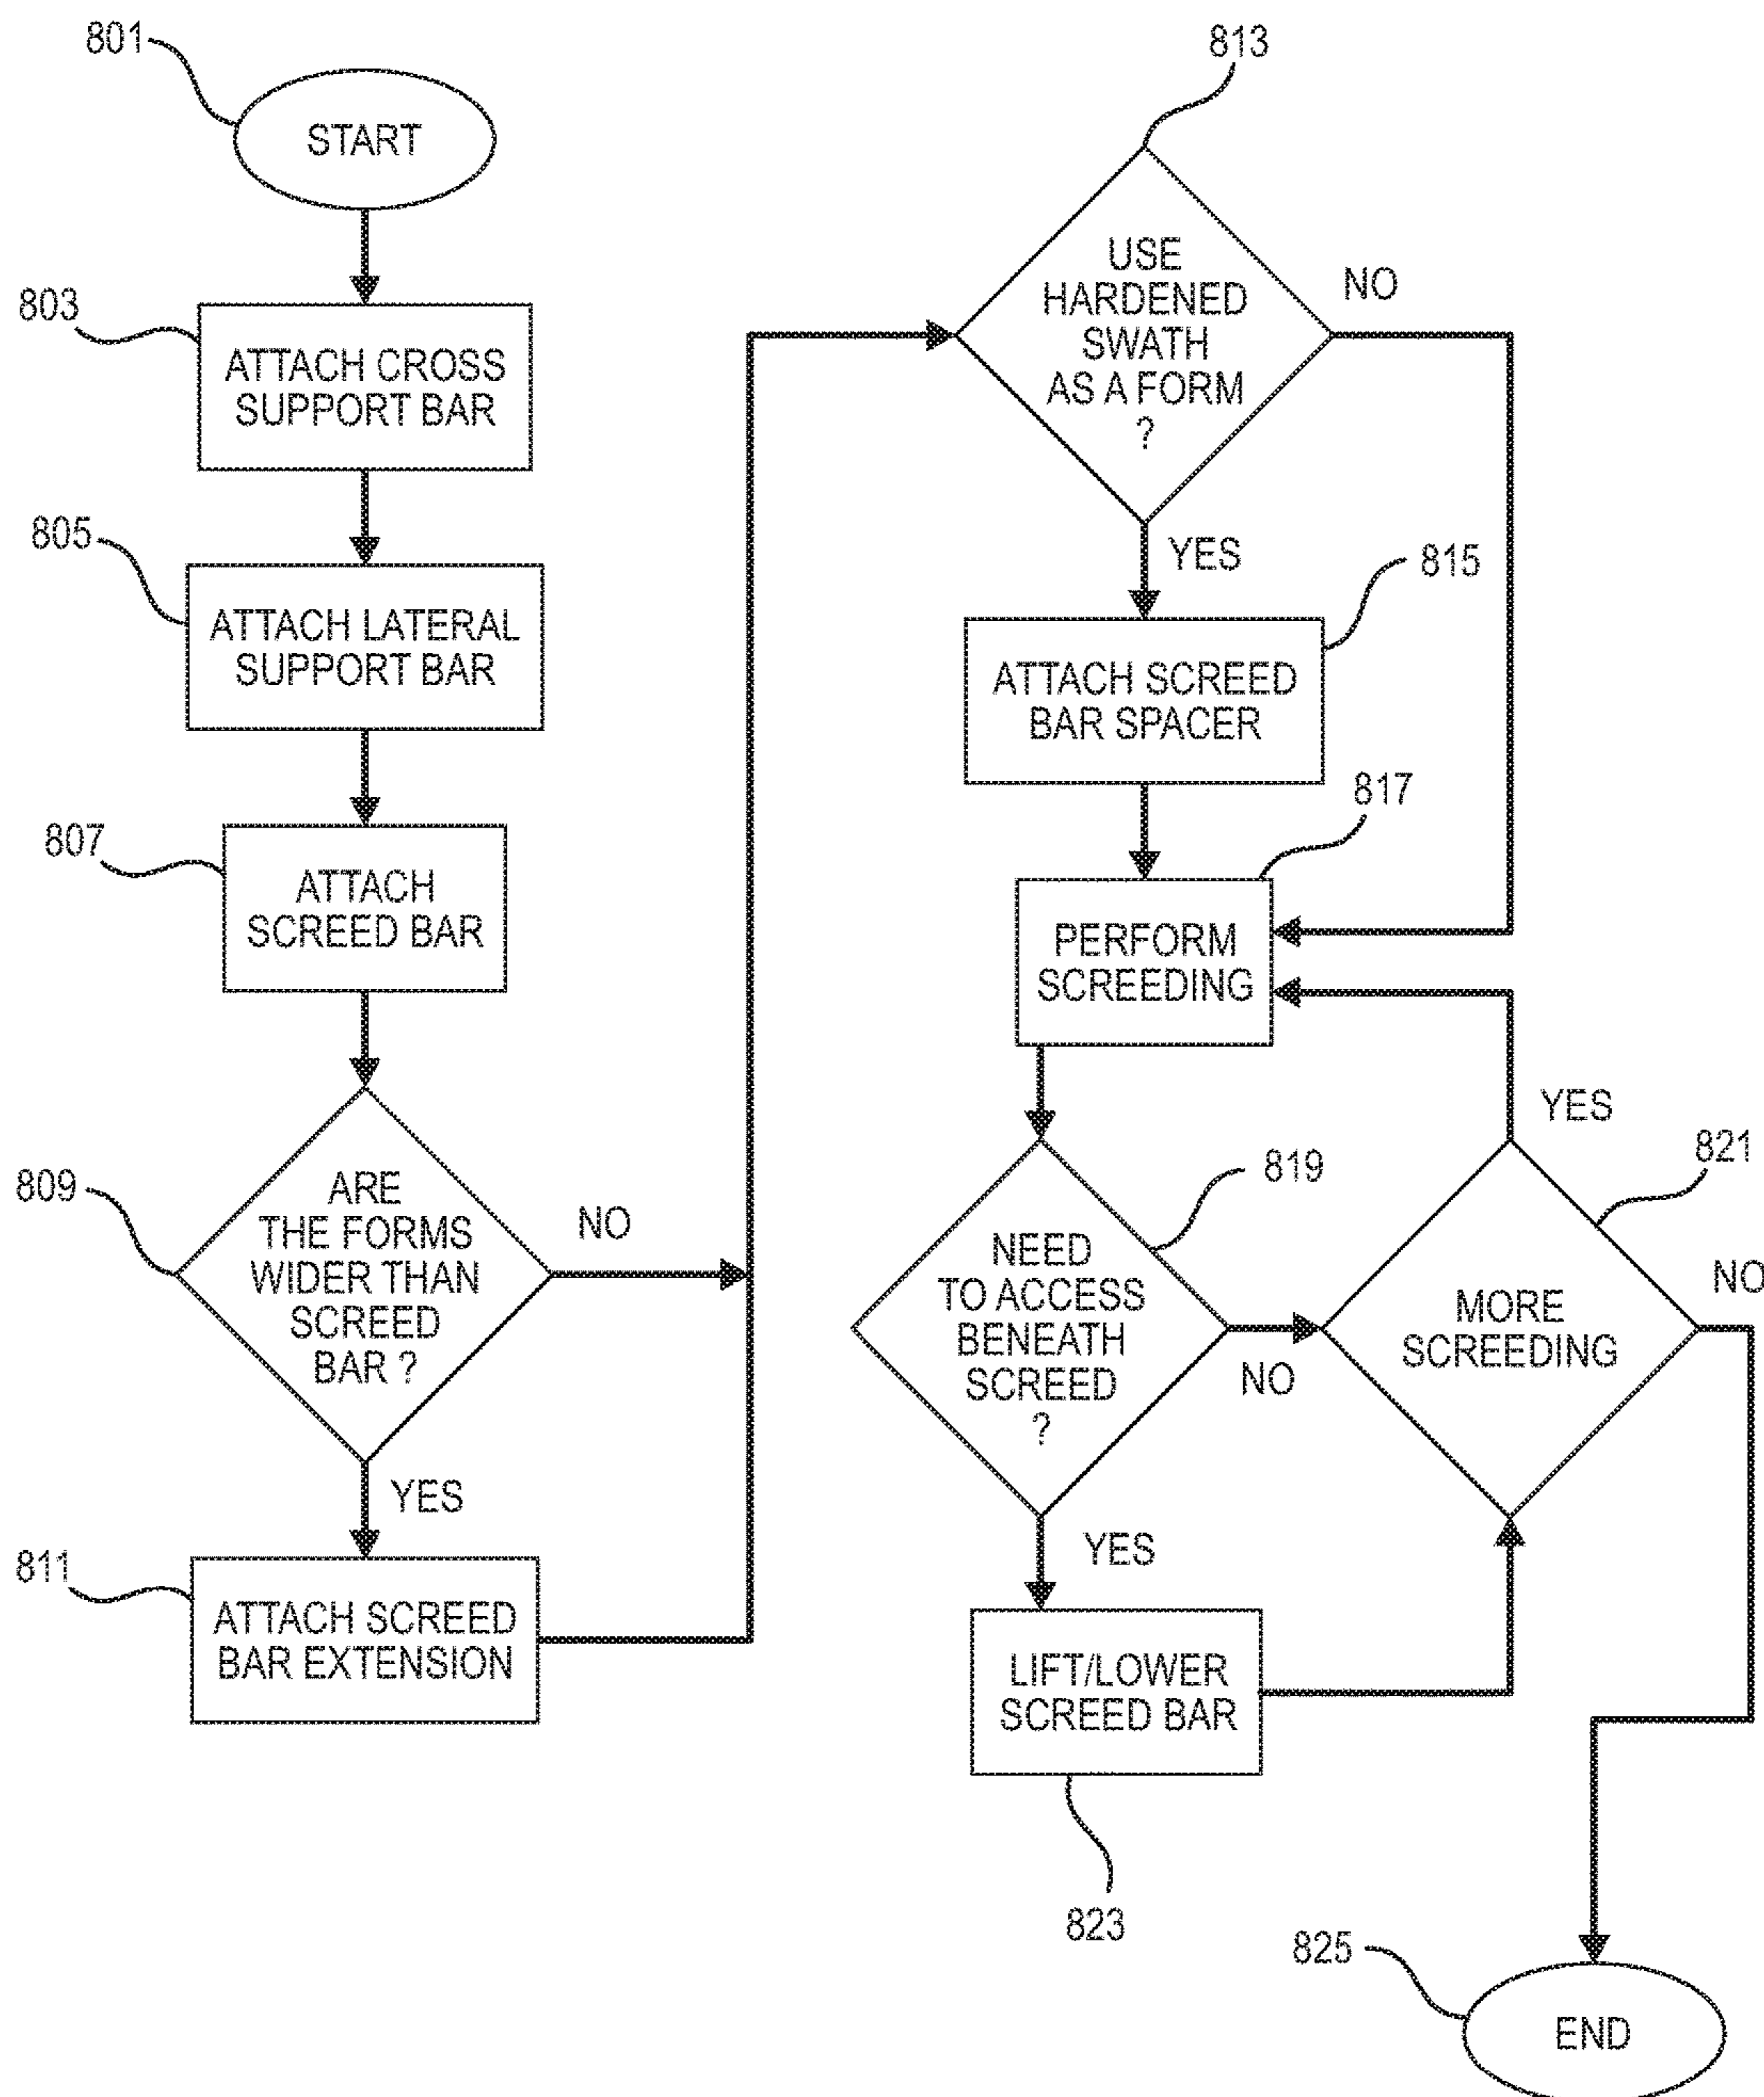 801
START
803
ATTACH CROSS
SUPPORT BAR
805
ATTACH LATERAL
SUPPORT BAR
807
ATTACH
SCREED BAR
809
ARE
THE FORMS
WIDER THAN
SCREED
BAR ?
NO
YES
811
ATTACH SCREED
BAR EXTENSION
813
USE
HARDENED
SWATH
AS A FORM
?
NO
YES
815
ATTACH SCREED
BAR SPACER
817
PERFORM
SCREEDING
819
NEED
TO ACCESS
BENEATH
SCREED
?
NO
YES
821
MORE
SCREEDING
YES
NO
LIFT/LOWER
SCREED BAR
823
825
END